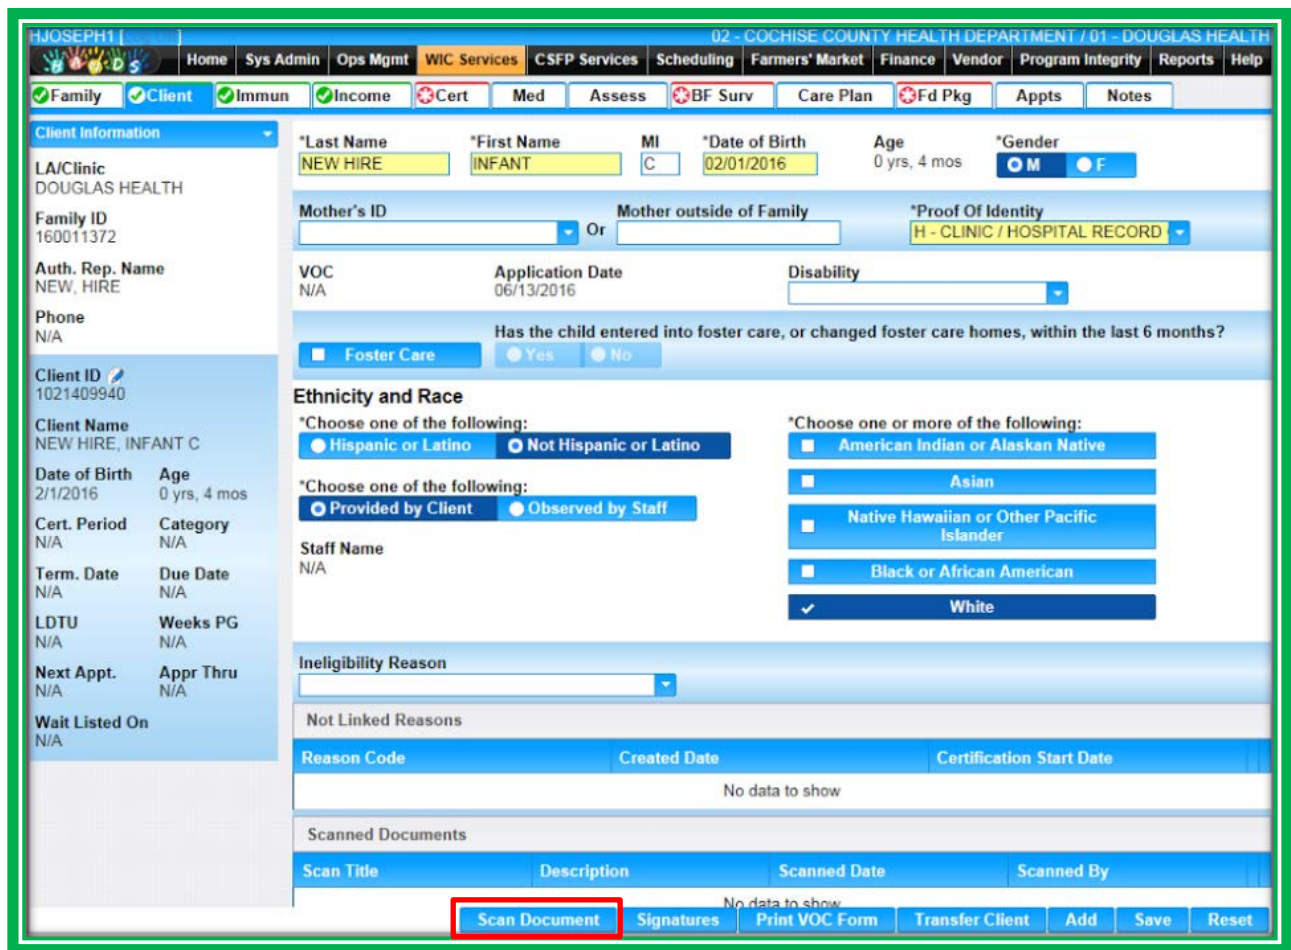 HJOSEPH1 [Log Off] 02 - COCHISE COUNTY HEALTH DEPARTMENT / 01 - DOUGLAS HEALTH
HANDS Home Sys Admin Ops Mgmt WIC Services CSFP Services Scheduling Farmers' Market Finance Vendor Program Integrity Reports Help
Family Client Immun Income Cert Med Assess BF Surv Care Plan Fd Pkg Appts Notes
Client Information
LA/Clinic
DOUGLAS HEALTH
Family ID
160011372
Auth. Rep. Name
NEW, HIRE
Phone
N/A
Client ID
1021409940
Client Name
NEW HIRE, INFANT C
Date of Birth Age
2/1/2016 0 yrs, 4 mos
Cert. Period Category
N/A N/A
Term. Date Due Date
N/A N/A
LDTU Weeks PG
N/A N/A
Next Appt. Appr Thru
N/A N/A
Wait Listed On
N/A
*Last Name *First Name MI *Date of Birth Age *Gender
NEW HIRE INFANT C 02/01/2016 0 yrs, 4 mos M F
Mother's ID Mother outside of Family *Proof Of Identity
Or H - CLINIC / HOSPITAL RECORD
VOC Application Date Disability
N/A 06/13/2016
Has the child entered into foster care, or changed foster care homes, within the last 6 months?
Foster Care Yes No
Ethnicity and Race
*Choose one of the following: *Choose one or more of the following:
Hispanic or Latino Not Hispanic or Latino American Indian or Alaskan Native
Asian
*Choose one of the following:
Provided by Client Observed by Staff Native Hawaiian or Other Pacific
Islander
Staff Name
N/A Black or African American
White
Ineligibility Reason
Not Linked Reasons
Reason Code Created Date Certification Start Date
No data to show
Scanned Documents
Scan Title Description Scanned Date Scanned By
No data to show
Scan Document Signatures Print VOC Form Transfer Client Add Save Reset